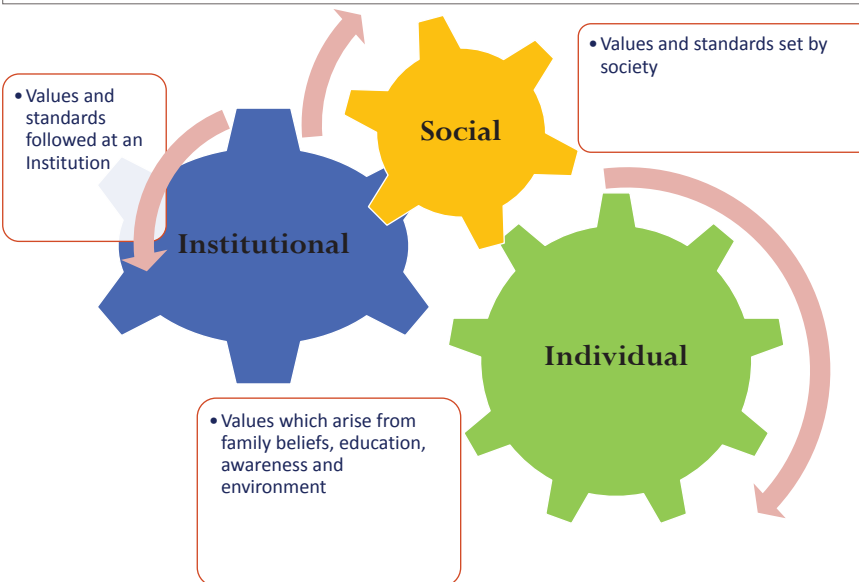 • Values and standards set by
society
• Values and
standards
followed at an
Institution
Social
Institutional
Individual
• Values which arise from
family beliefs, education,
awareness and
environment